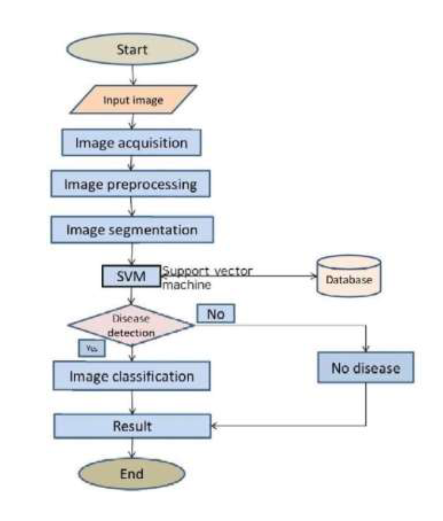 Start
Input image
Image acquisition
Image preprocessing
Image segmentation
SVM
Support vector
machine
Database
Disease
detection
No
Yes
Image classification
No disease
Result
End